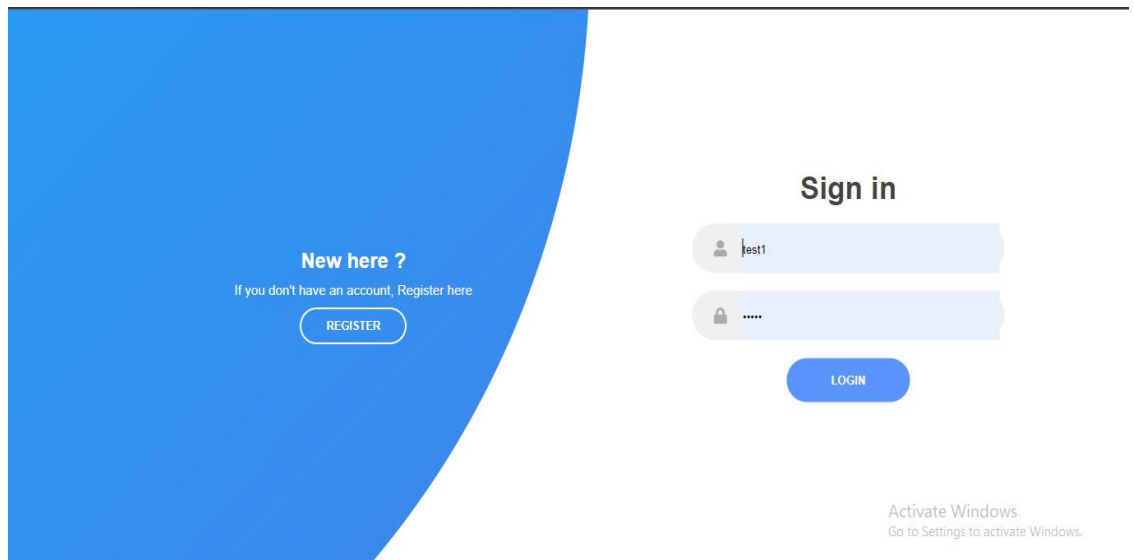 New here ?
If you don't have an account, Register here
REGISTER
Sign in
test1
•••••
LOGIN
Activate Windows
Go to Settings to activate Windows.